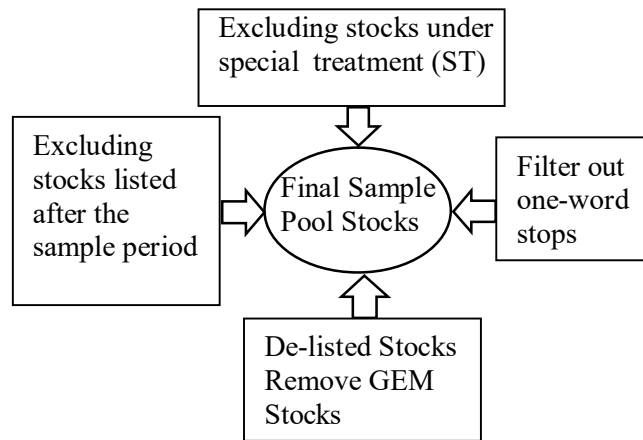 Excluding stocks under
special treatment (ST)
Excluding
stocks listed
after the
sample period
Final Sample
Pool Stocks
Filter out
one-word
stops
De-listed Stocks
Remove GEM
Stocks